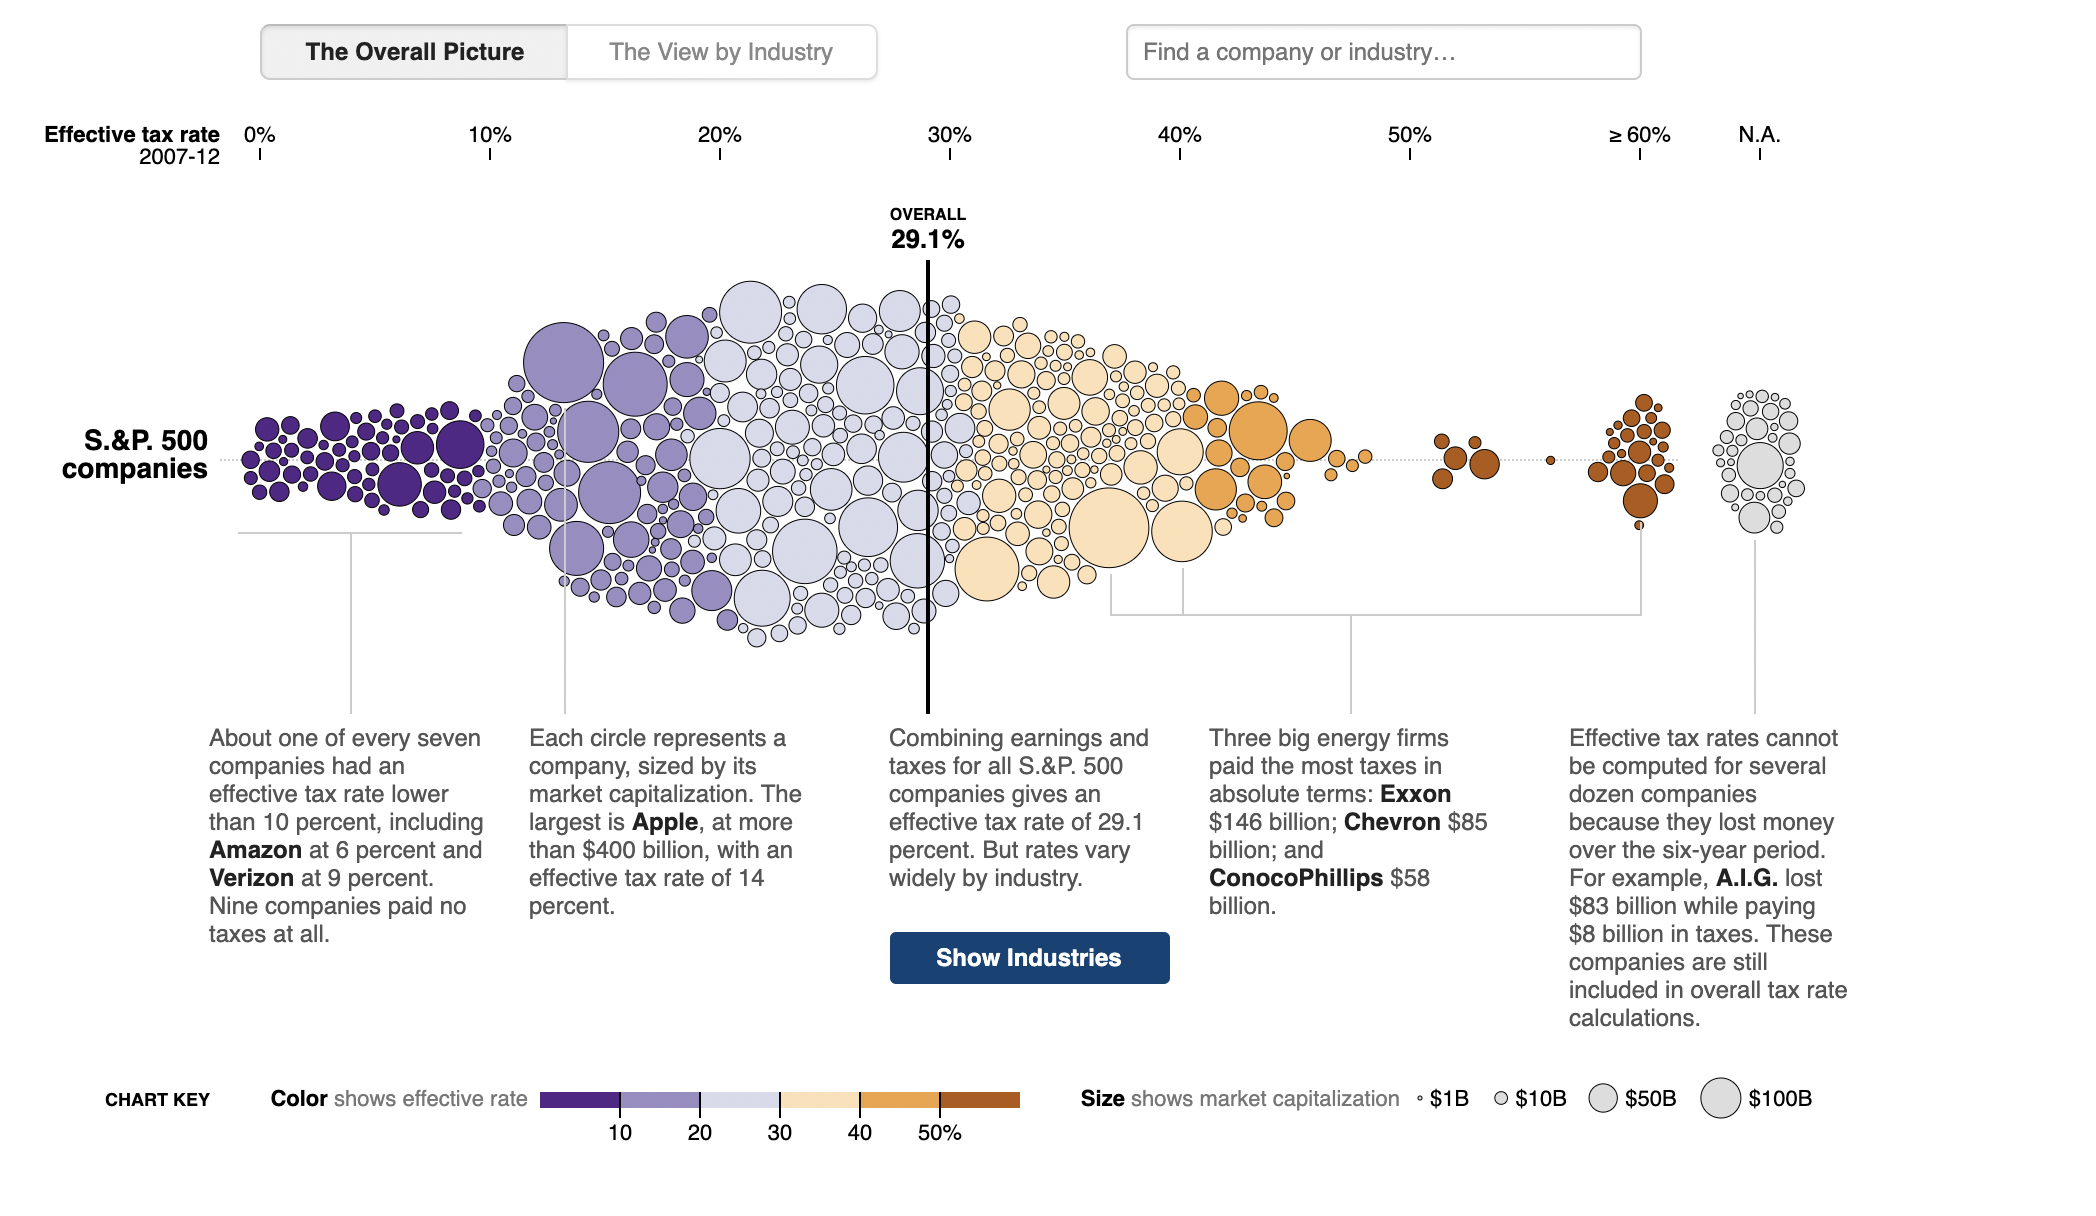 The Overall Picture
The View by Industry
Find a company or industry…
Effective tax rate
2007-12
0%
10%
20%
30%
40%
50%
≥ 60%
N.A.
OVERALL
29.1%
S.&P. 500
companies
About one of every seven
companies had an
effective tax rate lower
than 10 percent, including
Amazon at 6 percent and
Verizon at 9 percent.
Nine companies paid no
taxes at all.
Each circle represents a
company, sized by its
market capitalization. The
largest is Apple, at more
than $400 billion, with an
effective tax rate of 14
percent.
Combining earnings and
taxes for all S.&P. 500
companies gives an
effective tax rate of 29.1
percent. But rates vary
widely by industry.
Show Industries
Three big energy firms
paid the most taxes in
absolute terms: Exxon
$146 billion; Chevron $85
billion; and
ConocoPhillips $58
billion.
Effective tax rates cannot
be computed for several
dozen companies
because they lost money
over the six-year period.
For example, A.I.G. lost
$83 billion while paying
$8 billion in taxes. These
companies are still
included in overall tax rate
calculations.
CHART KEY
Color shows effective rate
10
20
30
40
50%
Size shows market capitalization
$1B
$10B
$50B
$100B